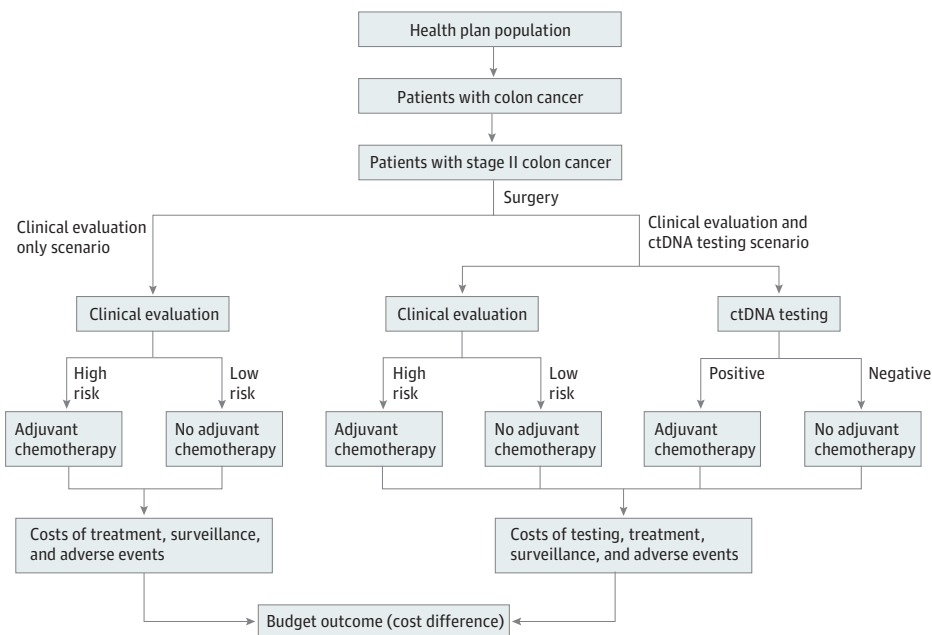 Health plan population
Patients with colon cancer
Patients with stage II colon cancer
Surgery
Clinical evaluation
only scenario
Clinical evaluation and
ctDNA testing scenario
Clinical evaluation
Clinical evaluation
ctDNA testing
High
risk
Low
risk
High
risk
Low
risk
Positive
Negative
Adjuvant
chemotherapy
No adjuvant
chemotherapy
Adjuvant
chemotherapy
No adjuvant
chemotherapy
Adjuvant
chemotherapy
No adjuvant
chemotherapy
Costs of treatment, surveillance,
and adverse events
Costs of testing, treatment,
surveillance, and adverse events
Budget outcome (cost difference)